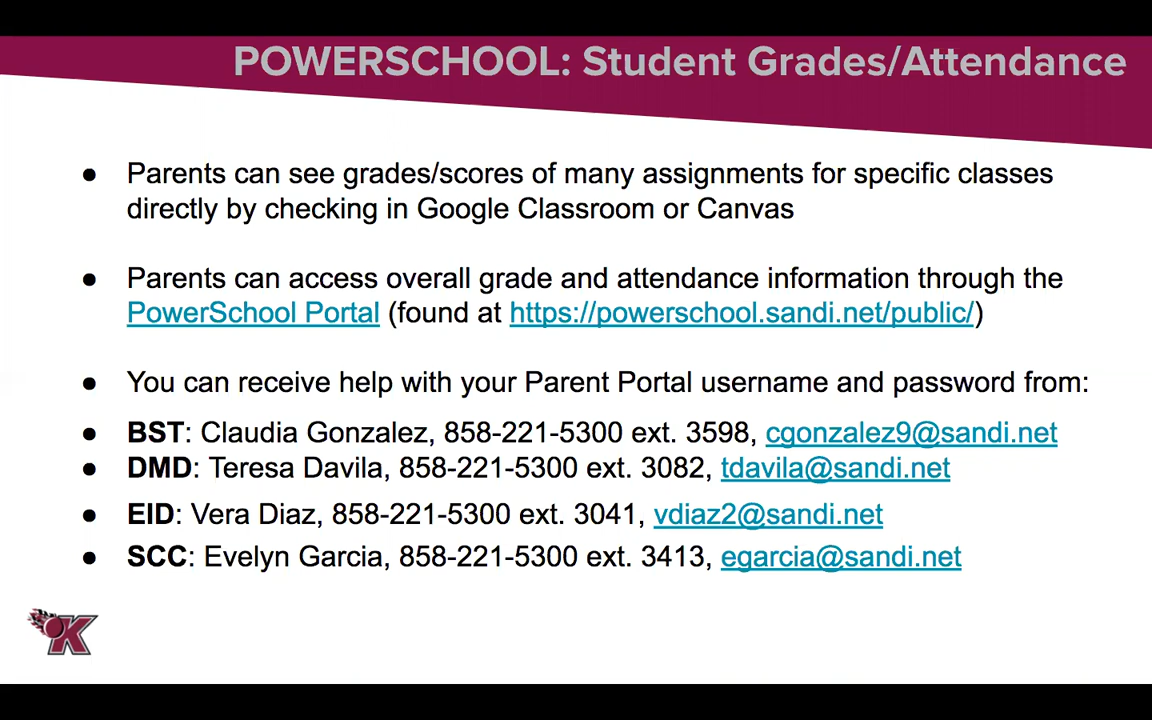 POWERSCHOOL: Student Grades/Attendance
● Parents can see grades/scores of many assignments for specific classes
directly by checking in Google Classroom or Canvas
● Parents can access overall grade and attendance information through the
PowerSchool Portal (found at https://powerschool.sandi.net/public/)
● You can receive help with your Parent Portal username and password from:
● BST: Claudia Gonzalez, 858-221-5300 ext. 3598, cgonzalez9@sandi.net
● DMD: Teresa Davila, 858-221-5300 ext. 3082, tdavila@sandi.net
● EID: Vera Diaz, 858-221-5300 ext. 3041, vdiaz2@sandi.net
● SCC: Evelyn Garcia, 858-221-5300 ext. 3413, egarcia@sandi.net
K